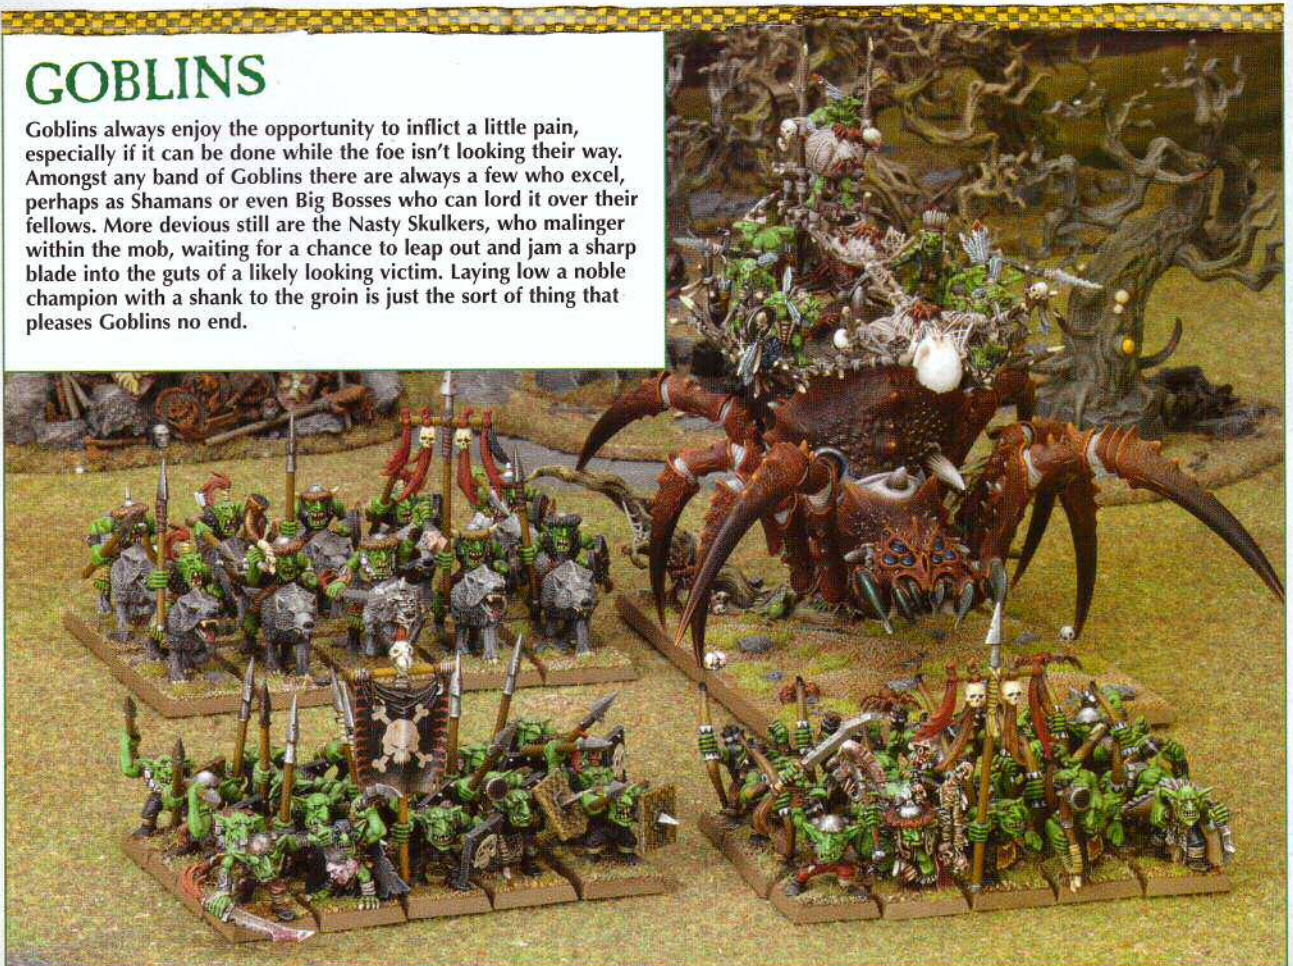 GOBLINS
Goblins always enjoy the opportunity to inflict a little pain,
especially if it can be done while the foe isn't looking their way.
Amongst any band of Goblins there are always a few who excel,
perhaps as Shamans or even Big Bosses who can lord it over their
fellows. More devious still are the Nasty Skulkers, who malinger
within the mob, waiting for a chance to leap out and jam a sharp
blade into the guts of a likely looking victim. Laying low a noble
champion with a shank to the groin is just the sort of thing that
pleases Goblins no end.